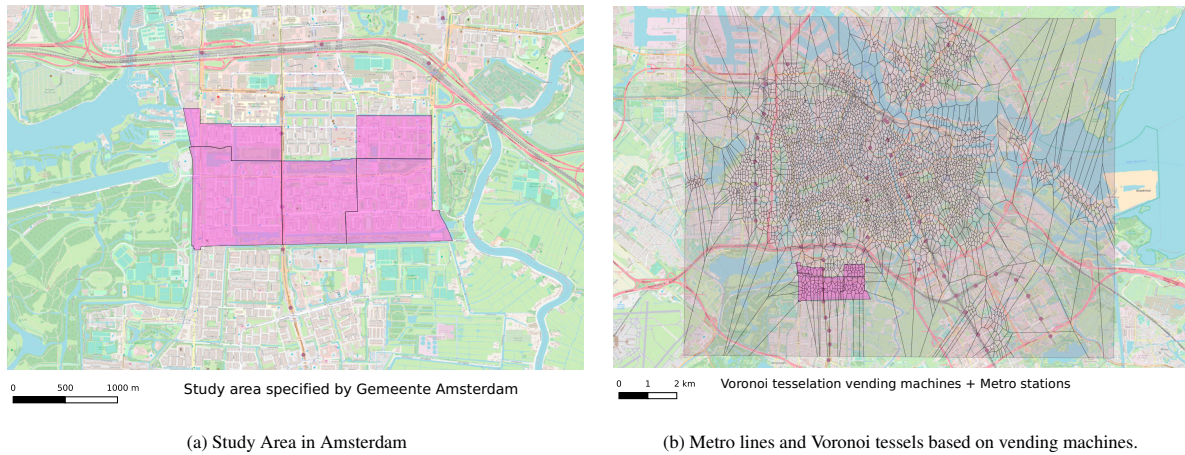 0 500 1000 m
Study area specified by Gemeente Amsterdam
(a) Study Area in Amsterdam
0 1 2 km
Voronoi tesselation vending machines + Metro stations
(b) Metro lines and Voronoi tessels based on vending machines.